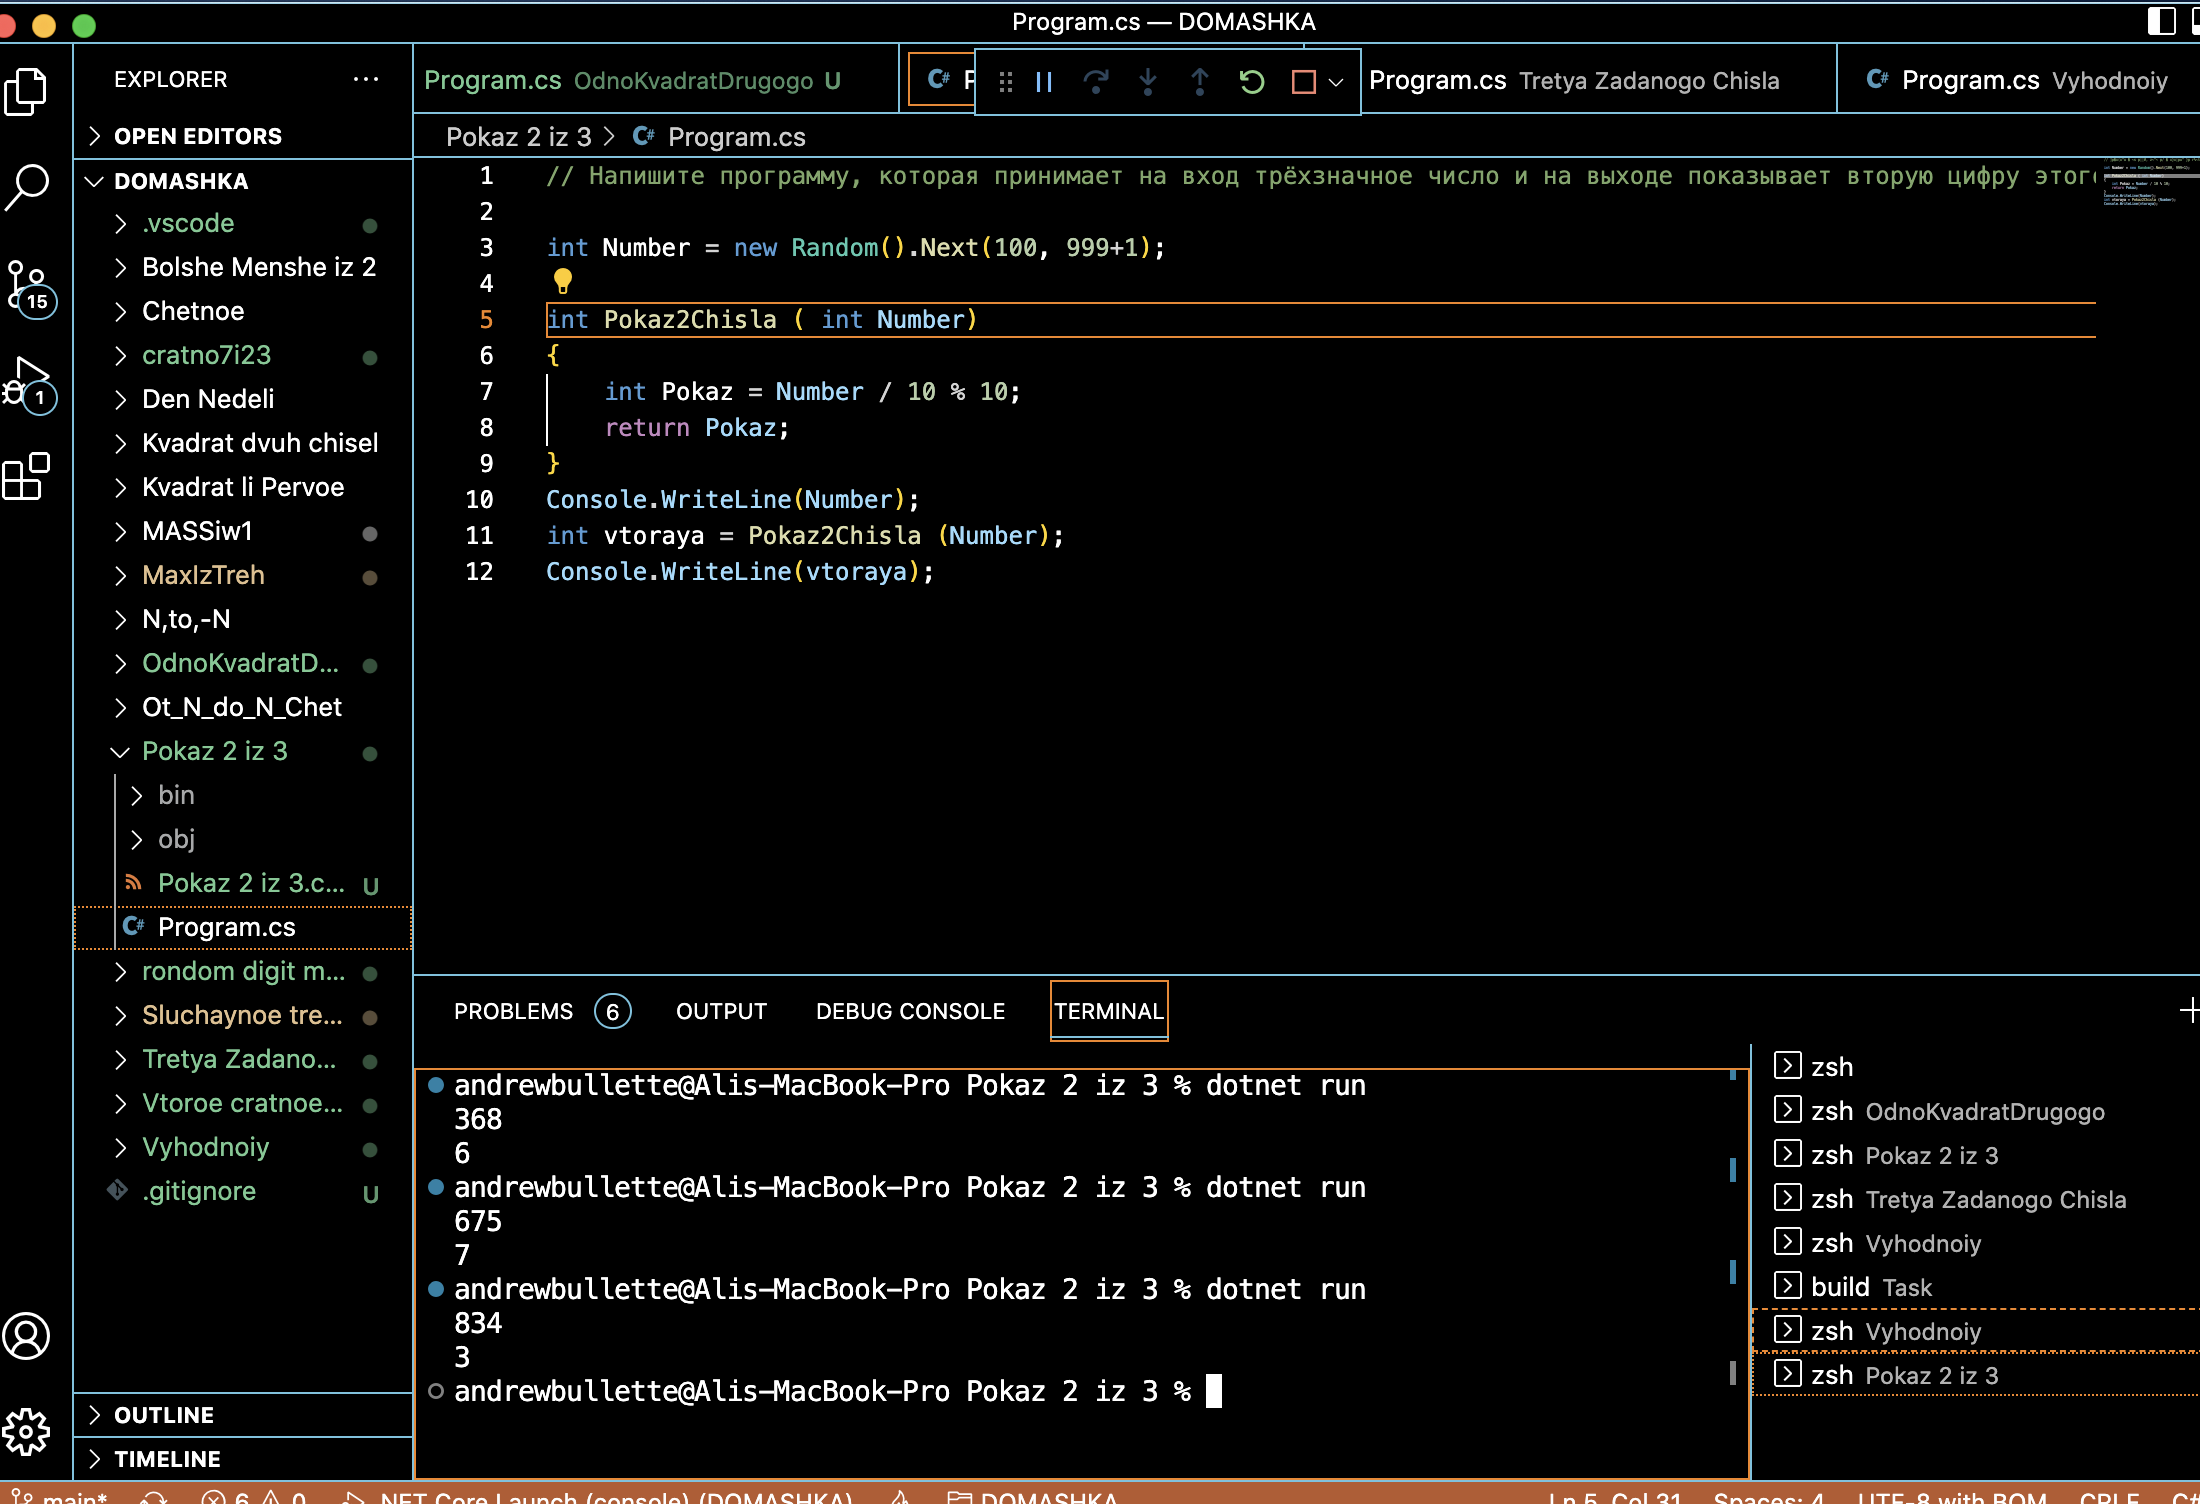 Program.cs — DOMASHKA
EXPLORER
Program.cs OdnoKvadratDrugogo U
Program.cs Tretya Zadanogo Chisla
Program.cs Vyhodnoiy
OPEN EDITORS
Pokaz 2 iz 3 > Program.cs
DOMASHKA
.vscode
Bolshe Menshe iz 2
Chetnoe
cratno7i23
Den Nedeli
Kvadrat dvuh chisel
Kvadrat li Pervoe
MASSiw1
MaxIzTreh
N,to,-N
OdnoKvadratD...
Ot_N_do_N_Chet
Pokaz 2 iz 3
bin
obj
Pokaz 2 iz 3.c... U
Program.cs
rondom digit m...
Sluchaynoe tre...
Tretya Zadano...
Vtoroe cratnoe...
Vyhodnoiy
.gitignore U
OUTLINE
TIMELINE
15
1
1 // Напишите программу, которая принимает на вход трёхзначное число и на выходе показывает вторую цифру этого
2
3 int Number = new Random().Next(100, 999+1);
4
5 int Pokaz2Chisla ( int Number)
6 {
7 int Pokaz = Number / 10 % 10;
8 return Pokaz;
9 }
10 Console.WriteLine(Number);
11 int vtoraya = Pokaz2Chisla (Number);
12 Console.WriteLine(vtoraya);
PROBLEMS 6 OUTPUT DEBUG CONSOLE TERMINAL
andrewbullette@Alis-MacBook-Pro Pokaz 2 iz 3 % dotnet run
368
6
andrewbullette@Alis-MacBook-Pro Pokaz 2 iz 3 % dotnet run
675
7
andrewbullette@Alis-MacBook-Pro Pokaz 2 iz 3 % dotnet run
834
3
andrewbullette@Alis-MacBook-Pro Pokaz 2 iz 3 %
zsh
zsh OdnoKvadratDrugogo
zsh Pokaz 2 iz 3
zsh Tretya Zadanogo Chisla
zsh Vyhodnoiy
build Task
zsh Vyhodnoiy
zsh Pokaz 2 iz 3
main* 6 0 .NET Core Launch (console) (DOMASHKA) DOMASHKA Ln 5, Col 31 Spaces: 4 UTF-8 with BOM CRLF C#